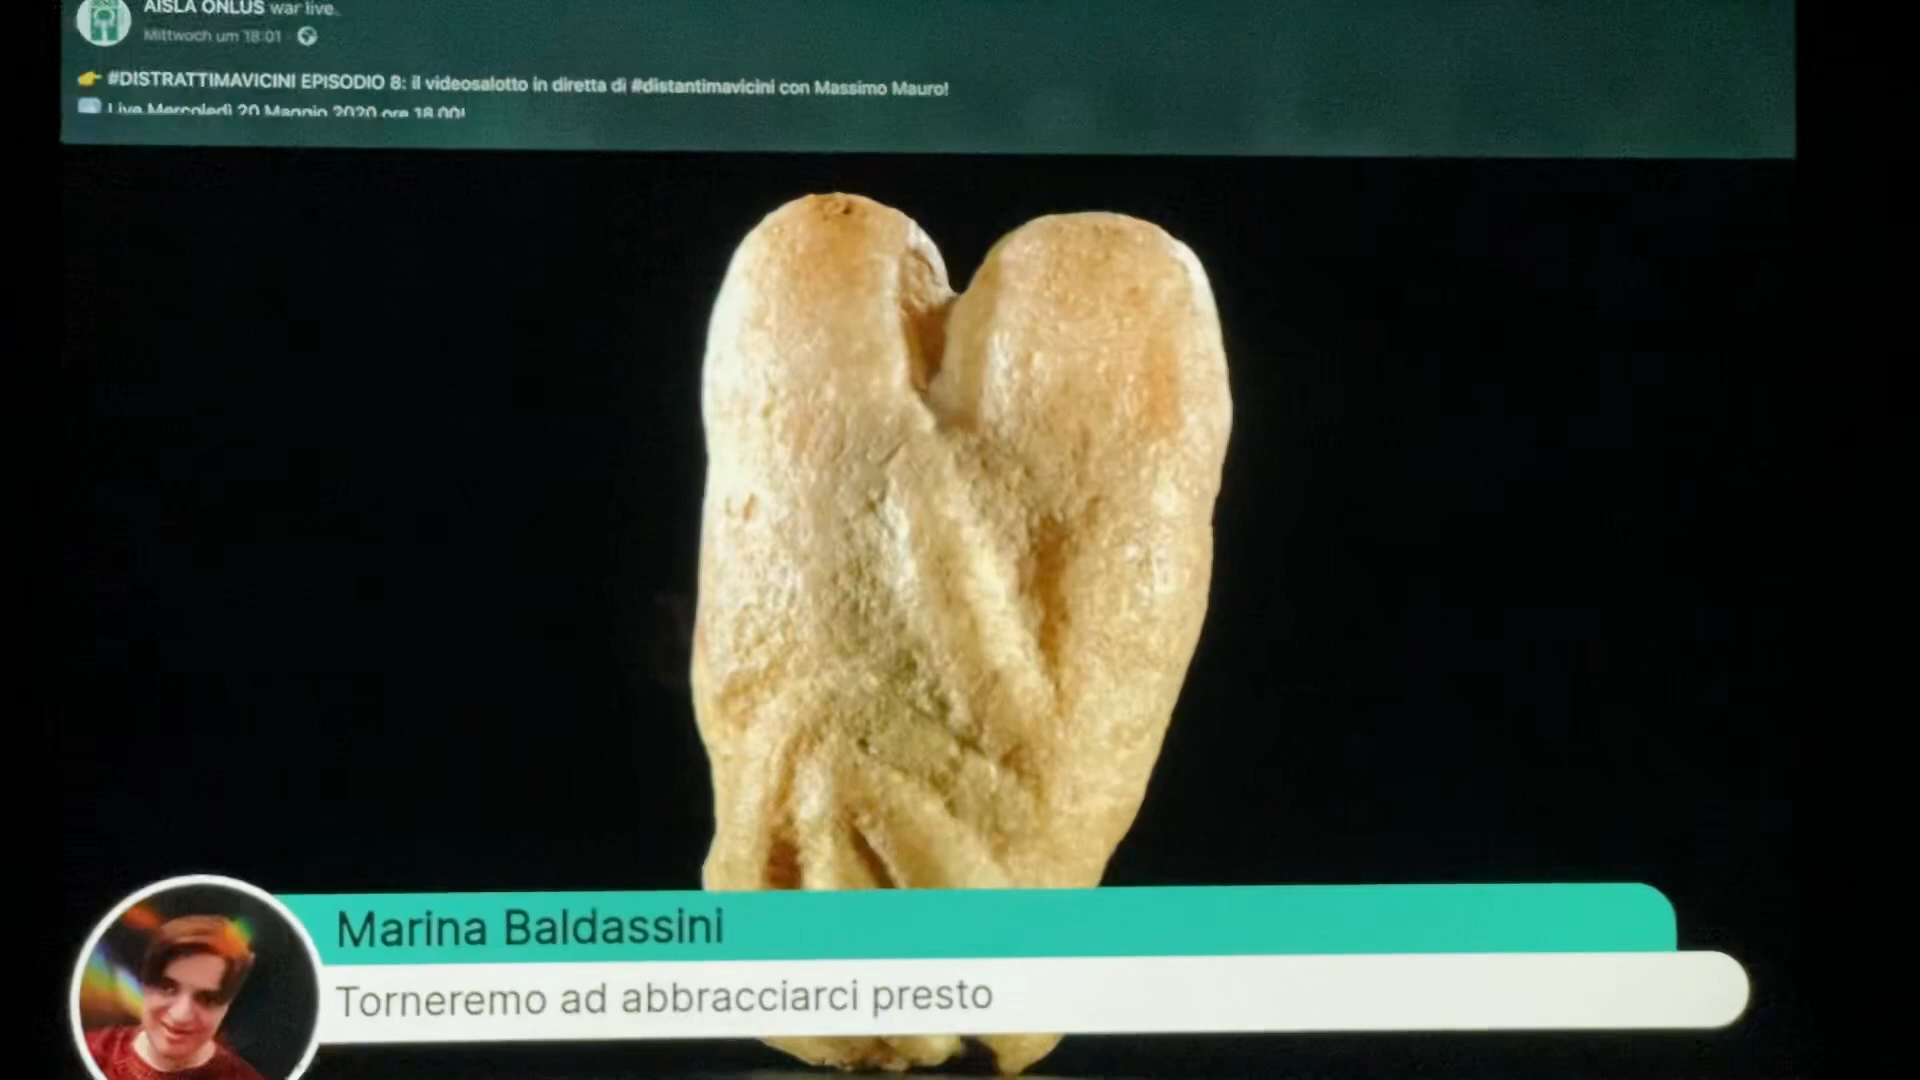 AISLA ONLUS war live.
Mittwoch um 18:01
👉 #DISTRATTIMAVICINI EPISODIO 8: il videosalotto in diretta di #distantimavicini con Massimo Mauro!
Live Mercoledì 20 Maggio 2020 ore 18.00!
Marina Baldassini
Torneremo ad abbracciarci presto